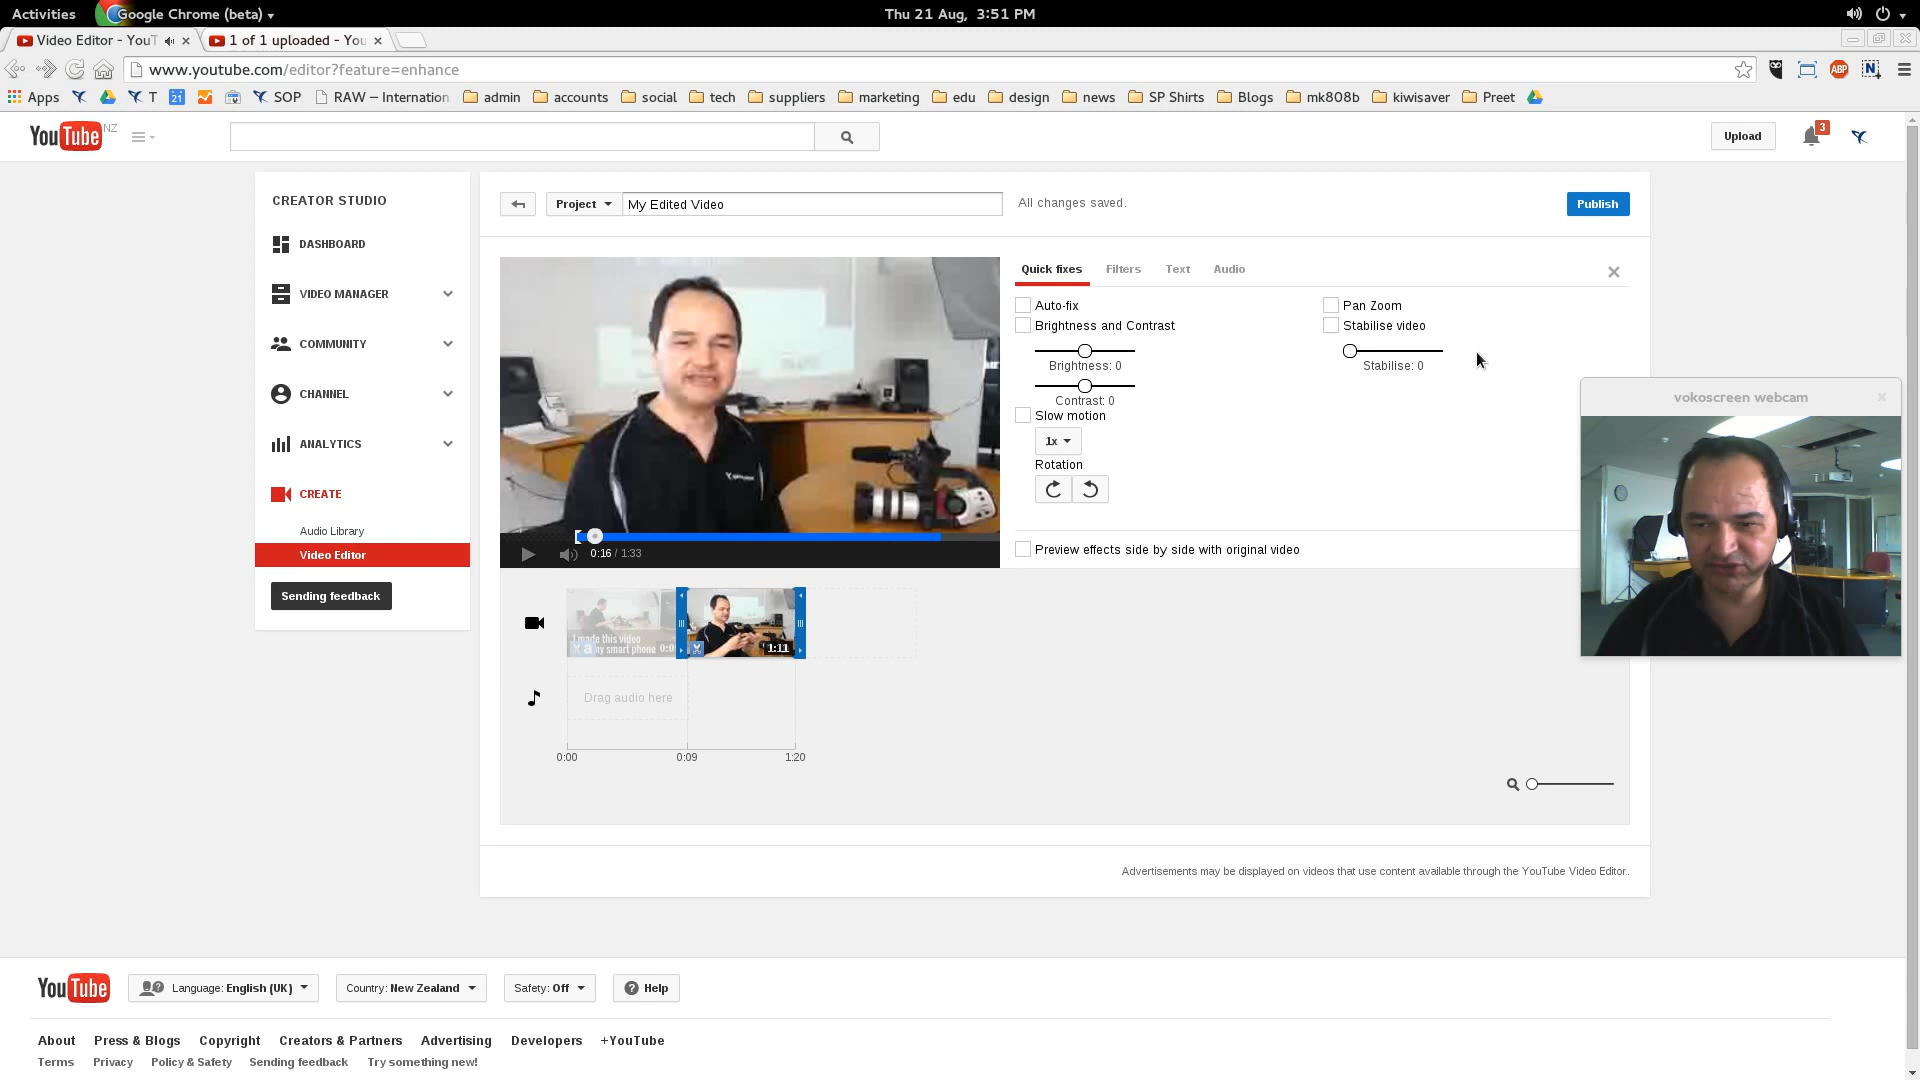 Activities
Google Chrome (beta)
Thu 21 Aug, 3:51 PM
Video Editor - YouT
1 of 1 uploaded - You
www.youtube.com/editor?feature=enhance
ABP
N
Apps
T
21
SOP
RAW – Internation
admin
accounts
social
tech
suppliers
marketing
edu
design
news
SP Shirts
Blogs
mk808b
kiwisaver
Preet
YouTube NZ
Upload
3
CREATOR STUDIO
DASHBOARD
VIDEO MANAGER
COMMUNITY
CHANNEL
ANALYTICS
CREATE
Audio Library
Video Editor
Sending feedback
Project
My Edited Video
All changes saved.
Publish
Quick fixes
Filters
Text
Audio
Auto-fix
Brightness and Contrast
Brightness: 0
Contrast: 0
Slow motion
1x
Rotation
Pan Zoom
Stabilise video
Stabilise: 0
Preview effects side by side with original video
0:16 / 1:33
vokoscreen webcam
I made this video
my smart phone
1:11
Drag audio here
0:00
0:09
1:20
Advertisements may be displayed on videos that use content available through the YouTube Video Editor.
YouTube
Language: English (UK)
Country: New Zealand
Safety: Off
Help
About
Press & Blogs
Copyright
Creators & Partners
Advertising
Developers
+YouTube
Terms
Privacy
Policy & Safety
Sending feedback
Try something new!